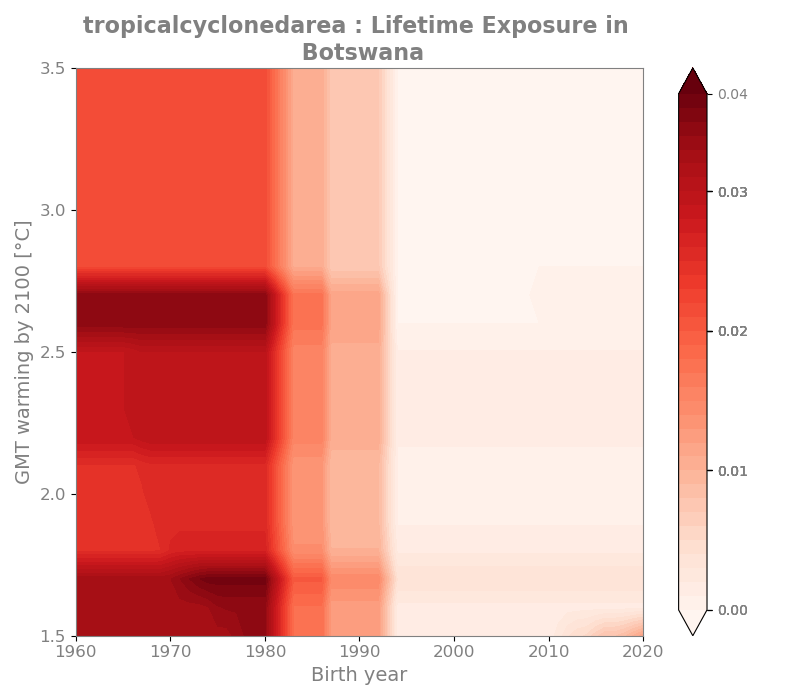 tropicalcyclonedarea : Lifetime Exposure in
Botswana
3.5
3.0
2.5
2.0
1.5
GMT warming by 2100 [°C]
1960 1970 1980 1990 2000 2010 2020
Birth year
0.04
0.03
0.02
0.01
0.00